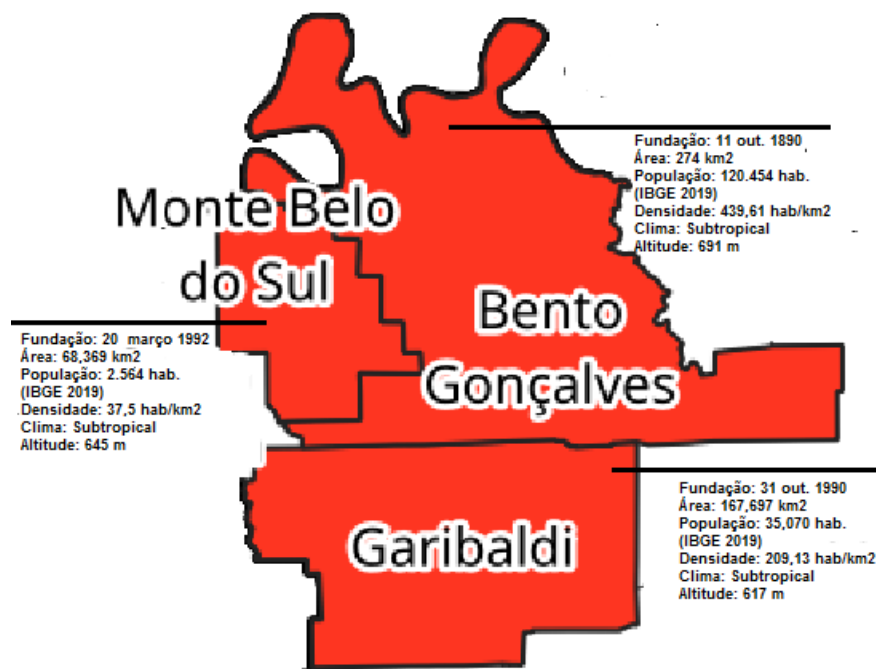 Fundação: 11 out. 1890
Área: 274 km2
População: 120.454 hab.
(IBGE 2019)
Densidade: 439,61 hab/km2
Clima: Subtropical
Altitude: 691 m
Monte Belo
do Sul
Bento
Gonçalves
Fundação: 20 março 1992
Área: 68,369 km2
População: 2.564 hab.
(IBGE 2019)
Densidade: 37,5 hab/km2
Clima: Subtropical
Altitude: 645 m
Garibaldi
Fundação: 31 out. 1990
Área: 167,697 km2
População: 35,070 hab.
(IBGE 2019)
Densidade: 209,13 hab/km2
Clima: Subtropical
Altitude: 617 m